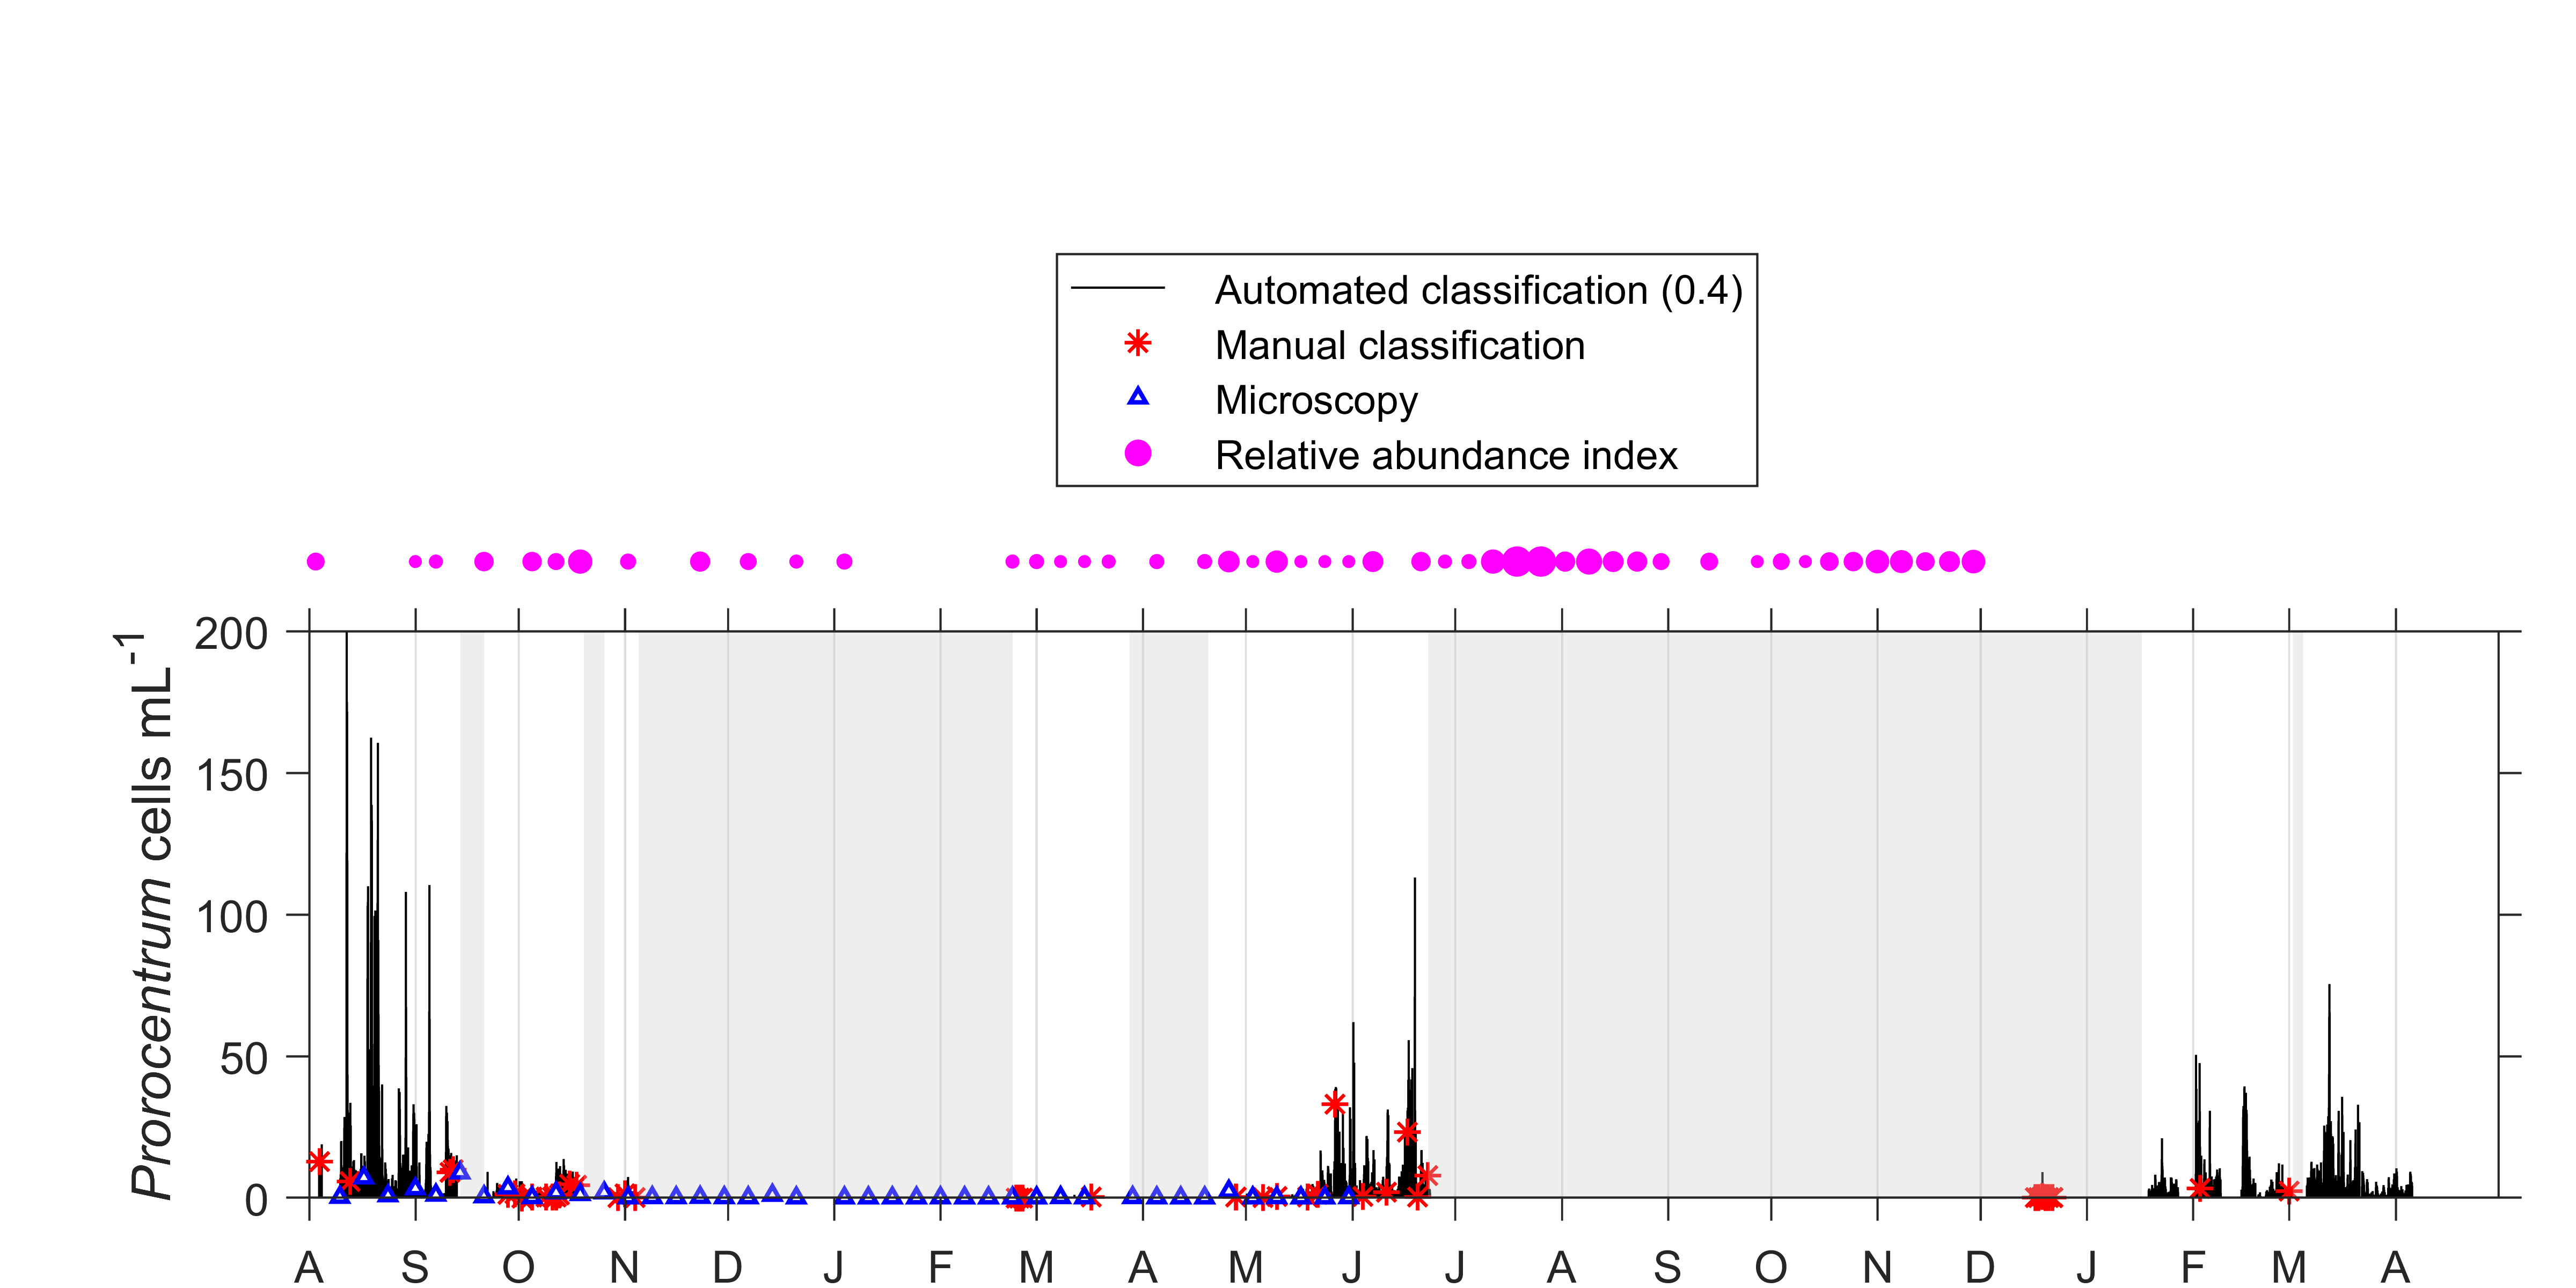 Automated classification (0.4)
Manual classification
Microscopy
Relative abundance index
Prorocentrum cells mL-1
200
150
100
50
0
A S O N D J F M A M J J A S O N D J F M A